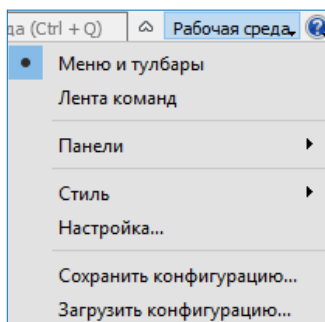 да (Ctrl + Q) Рабочая среда
Меню и тулбары
Лента команд
Панели
Стиль
Настройка...
Сохранить конфигурацию...
Загрузить конфигурацию...